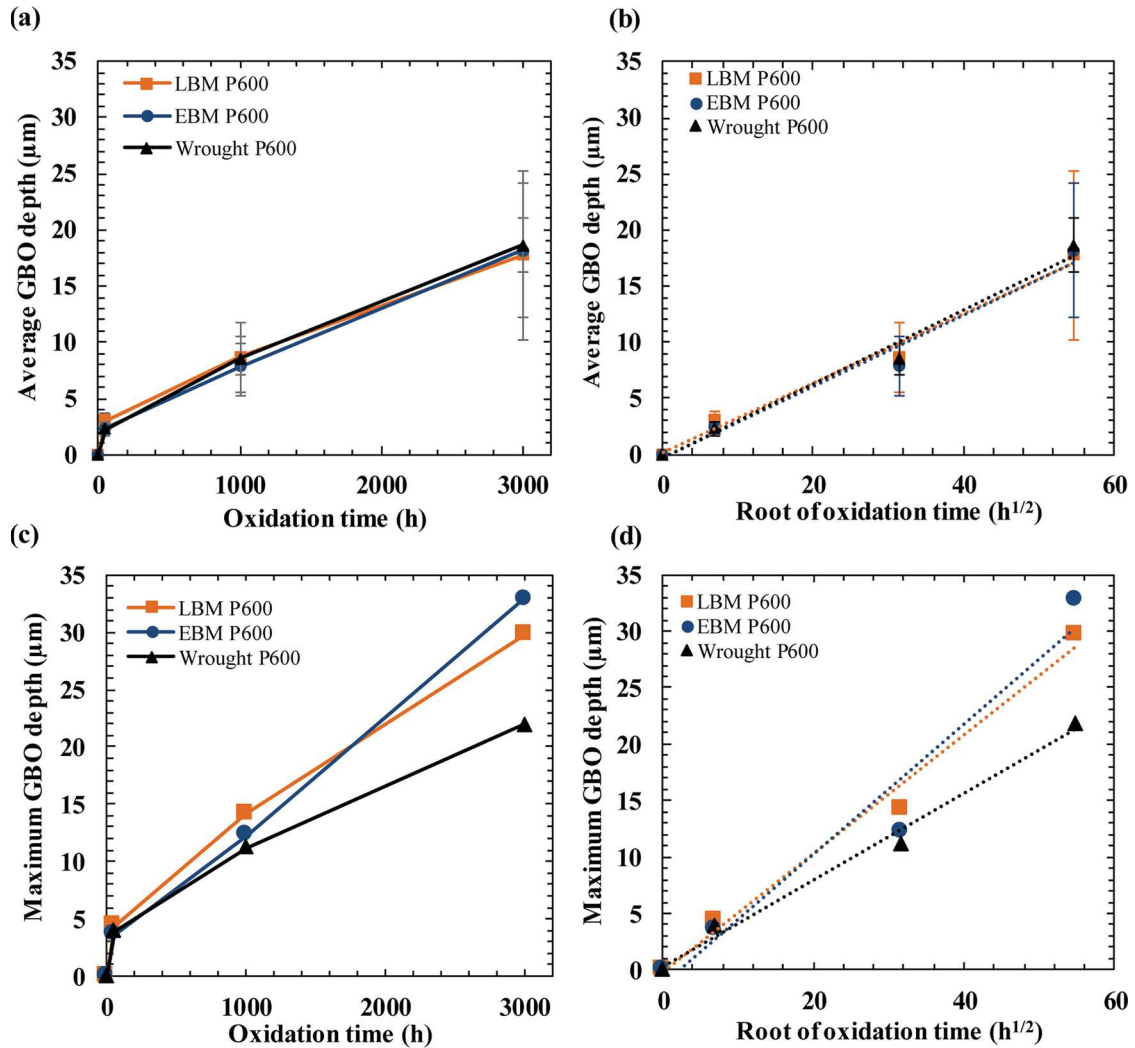 (a)
35
30
25
20
15
10
5
0
Average GBO depth (µm)
LBM P600
EBM P600
Wrought P600
0
1000
2000
3000
Oxidation time (h)
(b)
35
30
25
20
15
10
5
0
Average GBO depth (µm)
LBM P600
EBM P600
Wrought P600
0
20
40
60
Root of oxidation time (h1/2)
(c)
35
30
25
20
15
10
5
0
Maximum GBO depth (µm)
LBM P600
EBM P600
Wrought P600
0
1000
2000
3000
Oxidation time (h)
(d)
35
30
25
20
15
10
5
0
Maximum GBO depth (µm)
LBM P600
EBM P600
Wrought P600
0
20
40
60
Root of oxidation time (h1/2)